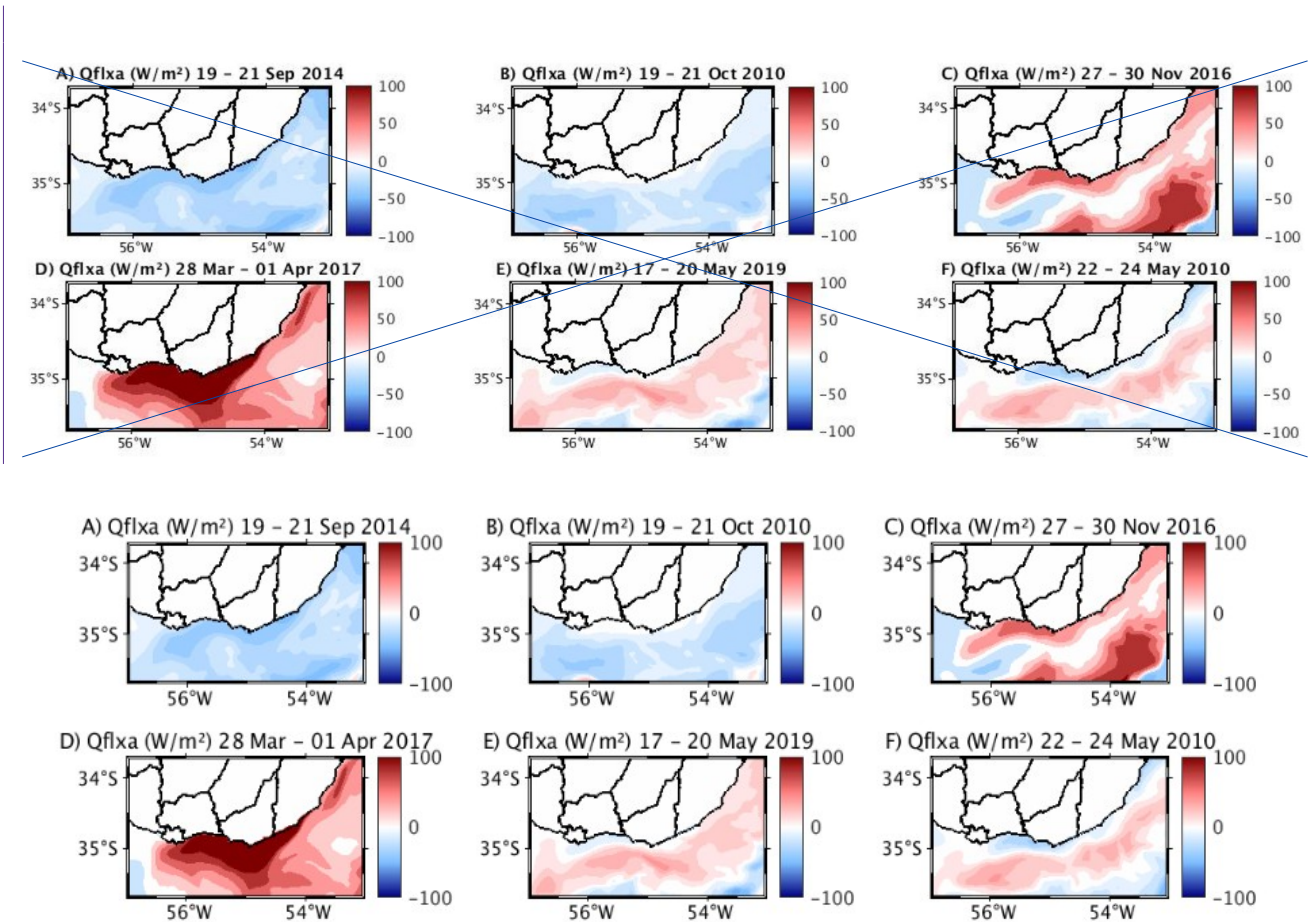 A) Qflxa (W/m²) 19 – 21 Sep 2014
100
50
0
−50
−100
34°S
35°S
56°W
54°W
B) Qflxa (W/m²) 19 – 21 Oct 2010
100
50
0
−50
−100
34°S
35°S
56°W
54°W
C) Qflxa (W/m²) 27 – 30 Nov 2016
100
50
0
−50
−100
34°S
35°S
56°W
54°W
D) Qflxa (W/m²) 28 Mar – 01 Apr 2017
100
50
0
−50
−100
34°S
35°S
56°W
54°W
E) Qflxa (W/m²) 17 – 20 May 2019
100
50
0
−50
−100
34°S
35°S
56°W
54°W
F) Qflxa (W/m²) 22 – 24 May 2010
100
50
0
−50
−100
34°S
35°S
56°W
54°W
A) Qflxa (W/m²) 19 – 21 Sep 2014
100
0
−100
34°S
35°S
56°W
54°W
B) Qflxa (W/m²) 19 – 21 Oct 2010
100
0
−100
34°S
35°S
56°W
54°W
C) Qflxa (W/m²) 27 – 30 Nov 2016
100
0
−100
34°S
35°S
56°W
54°W
D) Qflxa (W/m²) 28 Mar – 01 Apr 2017
100
0
−100
34°S
35°S
56°W
54°W
E) Qflxa (W/m²) 17 – 20 May 2019
100
0
−100
34°S
35°S
56°W
54°W
F) Qflxa (W/m²) 22 – 24 May 2010
100
0
−100
34°S
35°S
56°W
54°W